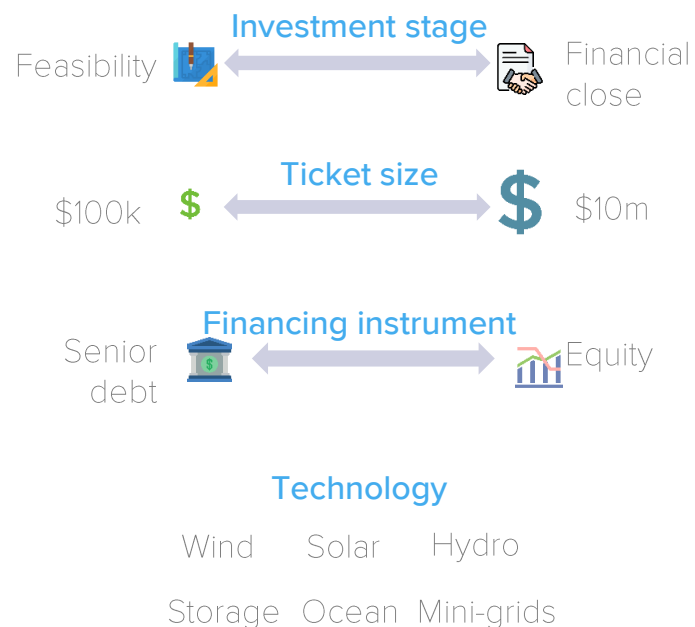 Investment stage
Feasibility
Financial
close
Ticket size
$100k
$
$
$10m
Financing instrument
Senior
debt
$
Equity
Technology
Wind Solar Hydro
Storage Ocean Mini-grids